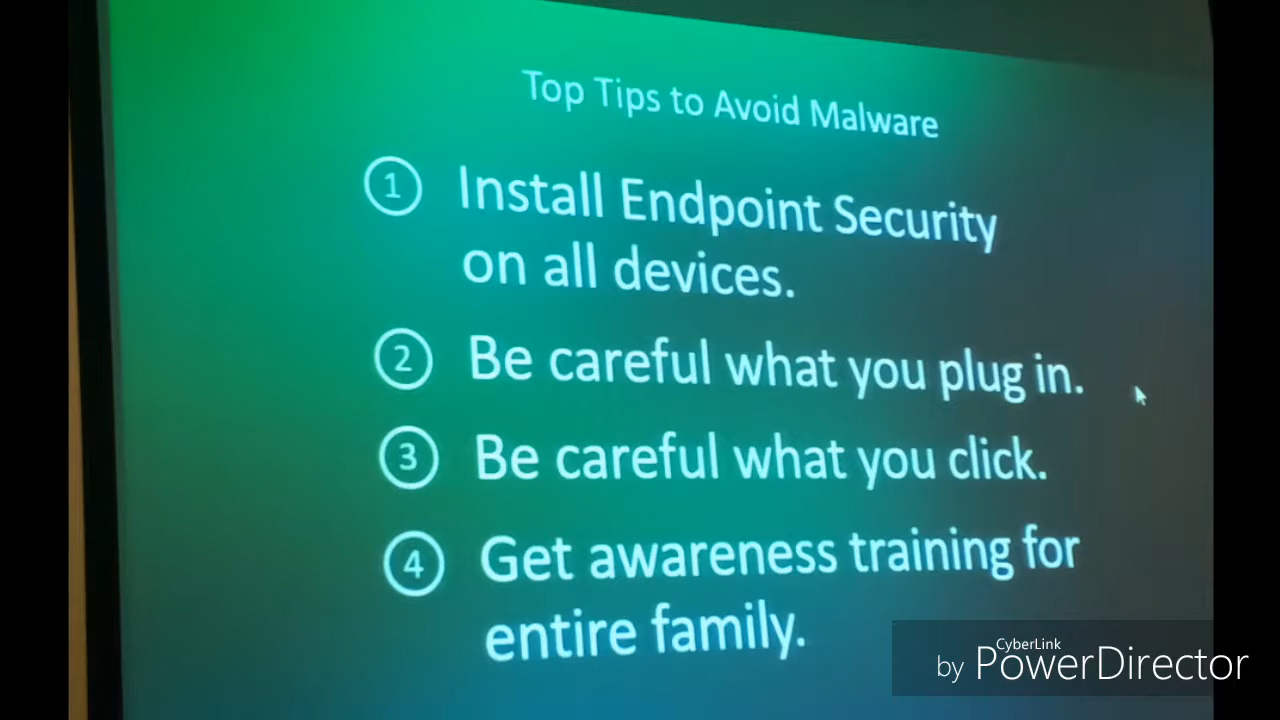 Top Tips to Avoid Malware
1 Install Endpoint Security
on all devices.
2 Be careful what you plug in.
3 Be careful what you click.
4 Get awareness training for
entire family.
CyberLink
by PowerDirector